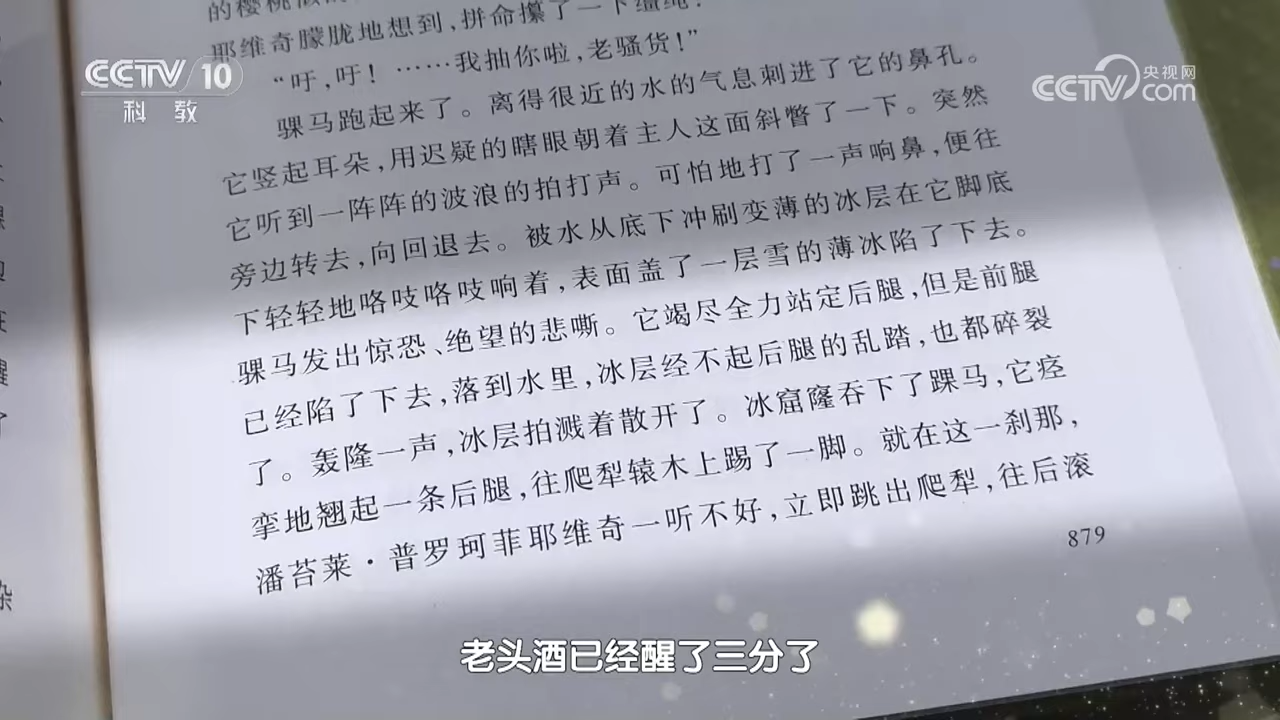 CCTV 10
科教
央视网
CCTV.com
耶维奇朦胧地想到，拼命攥了一下缰绳。
“吁，吁！……我抽你啦，老骚货！”
骒马跑起来了。离得很近的水的气息刺进了它的鼻孔。
它竖起耳朵，用迟疑的瞎眼朝着主人这面斜瞥了一下。突然
它听到一阵阵的波浪的拍打声。可怕地打了一声响鼻，便往
旁边转去，向回退去。被水从底下冲刷变薄的冰层在它脚底
下轻轻地咯吱咯吱响着，表面盖了一层雪的薄冰陷了下去。
骒马发出惊恐、绝望的悲嘶。它竭尽全力站定后腿，但是前腿
已经陷了下去，落到水里，冰层经不起后腿的乱踏，也都碎裂
了。轰隆一声，冰层拍溅着散开了。冰窟窿吞下了骒马，它痉
挛地翘起一条后腿，往爬犁辕木上踢了一脚。就在这一刹那，
潘苔莱·普罗珂菲耶维奇一听不好，立即跳出爬犁，往后滚
879
老头酒已经醒了三分了